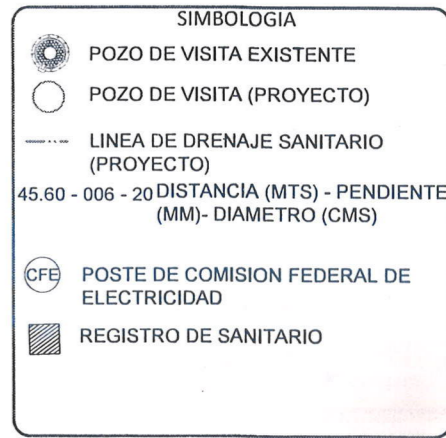 SIMBOLOGIA
POZO DE VISITA EXISTENTE
POZO DE VISITA (PROYECTO)
LINEA DE DRENAJE SANITARIO
(PROYECTO)
45.60 - 006 - 20 DISTANCIA (MTS) - PENDIENTE
(MM)- DIAMETRO (CMS)
CFE POSTE DE COMISION FEDERAL DE
ELECTRICIDAD
REGISTRO DE SANITARIO